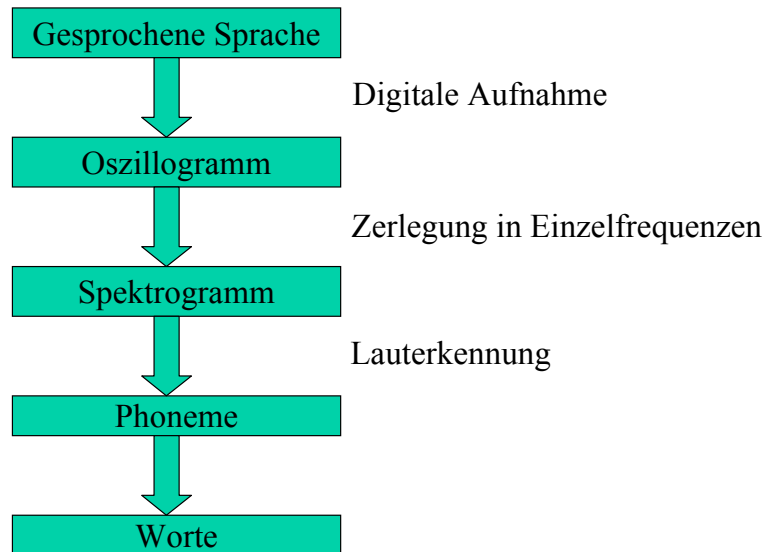 Gesprochene Sprache
Digitale Aufnahme
Oszillogramm
Zerlegung in Einzelfrequenzen
Spektrogramm
Lauterkennung
Phoneme
Worte